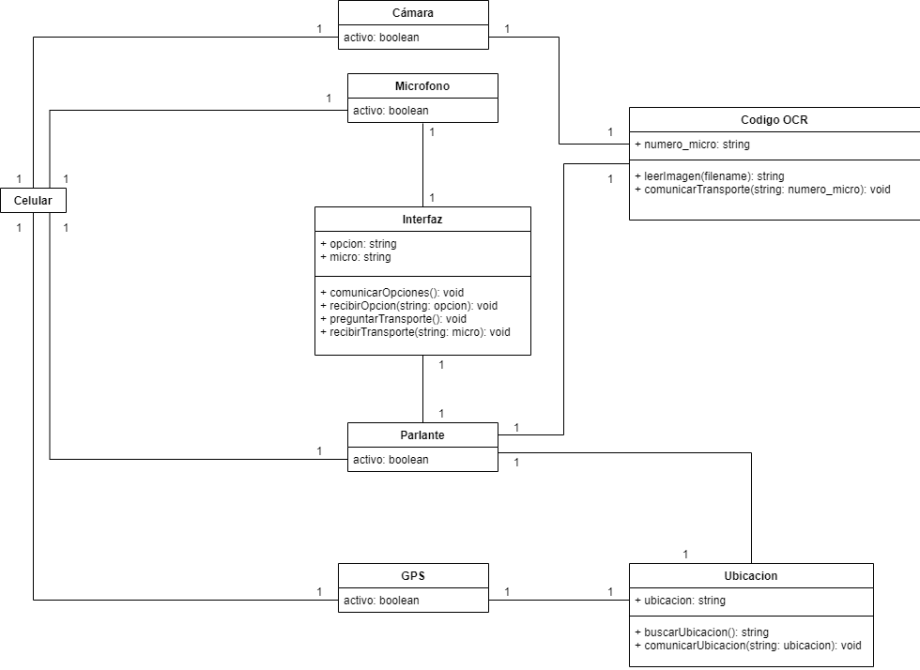 1
Cámara
1
activo: boolean
1
Microfono
activo: boolean
1
1
Codigo OCR
+ numero_micro: string
+ leerImagen(filename): string
+ comunicarTransporte(string: numero_micro): void
1
1
1
Celular
1
1
1
1
Interfaz
+ opcion: string
+ micro: string
+ comunicarOpciones(): void
+ recibirOpcion(string: opcion): void
+ preguntarTransporte(): void
+ recibirTransporte(string: micro): void
1
1
1
Parlante
1
activo: boolean
1
1
1
GPS
1
activo: boolean
1
1
Ubicacion
+ ubicacion: string
+ buscarUbicacion(): string
+ comunicarUbicacion(string: ubicacion): void